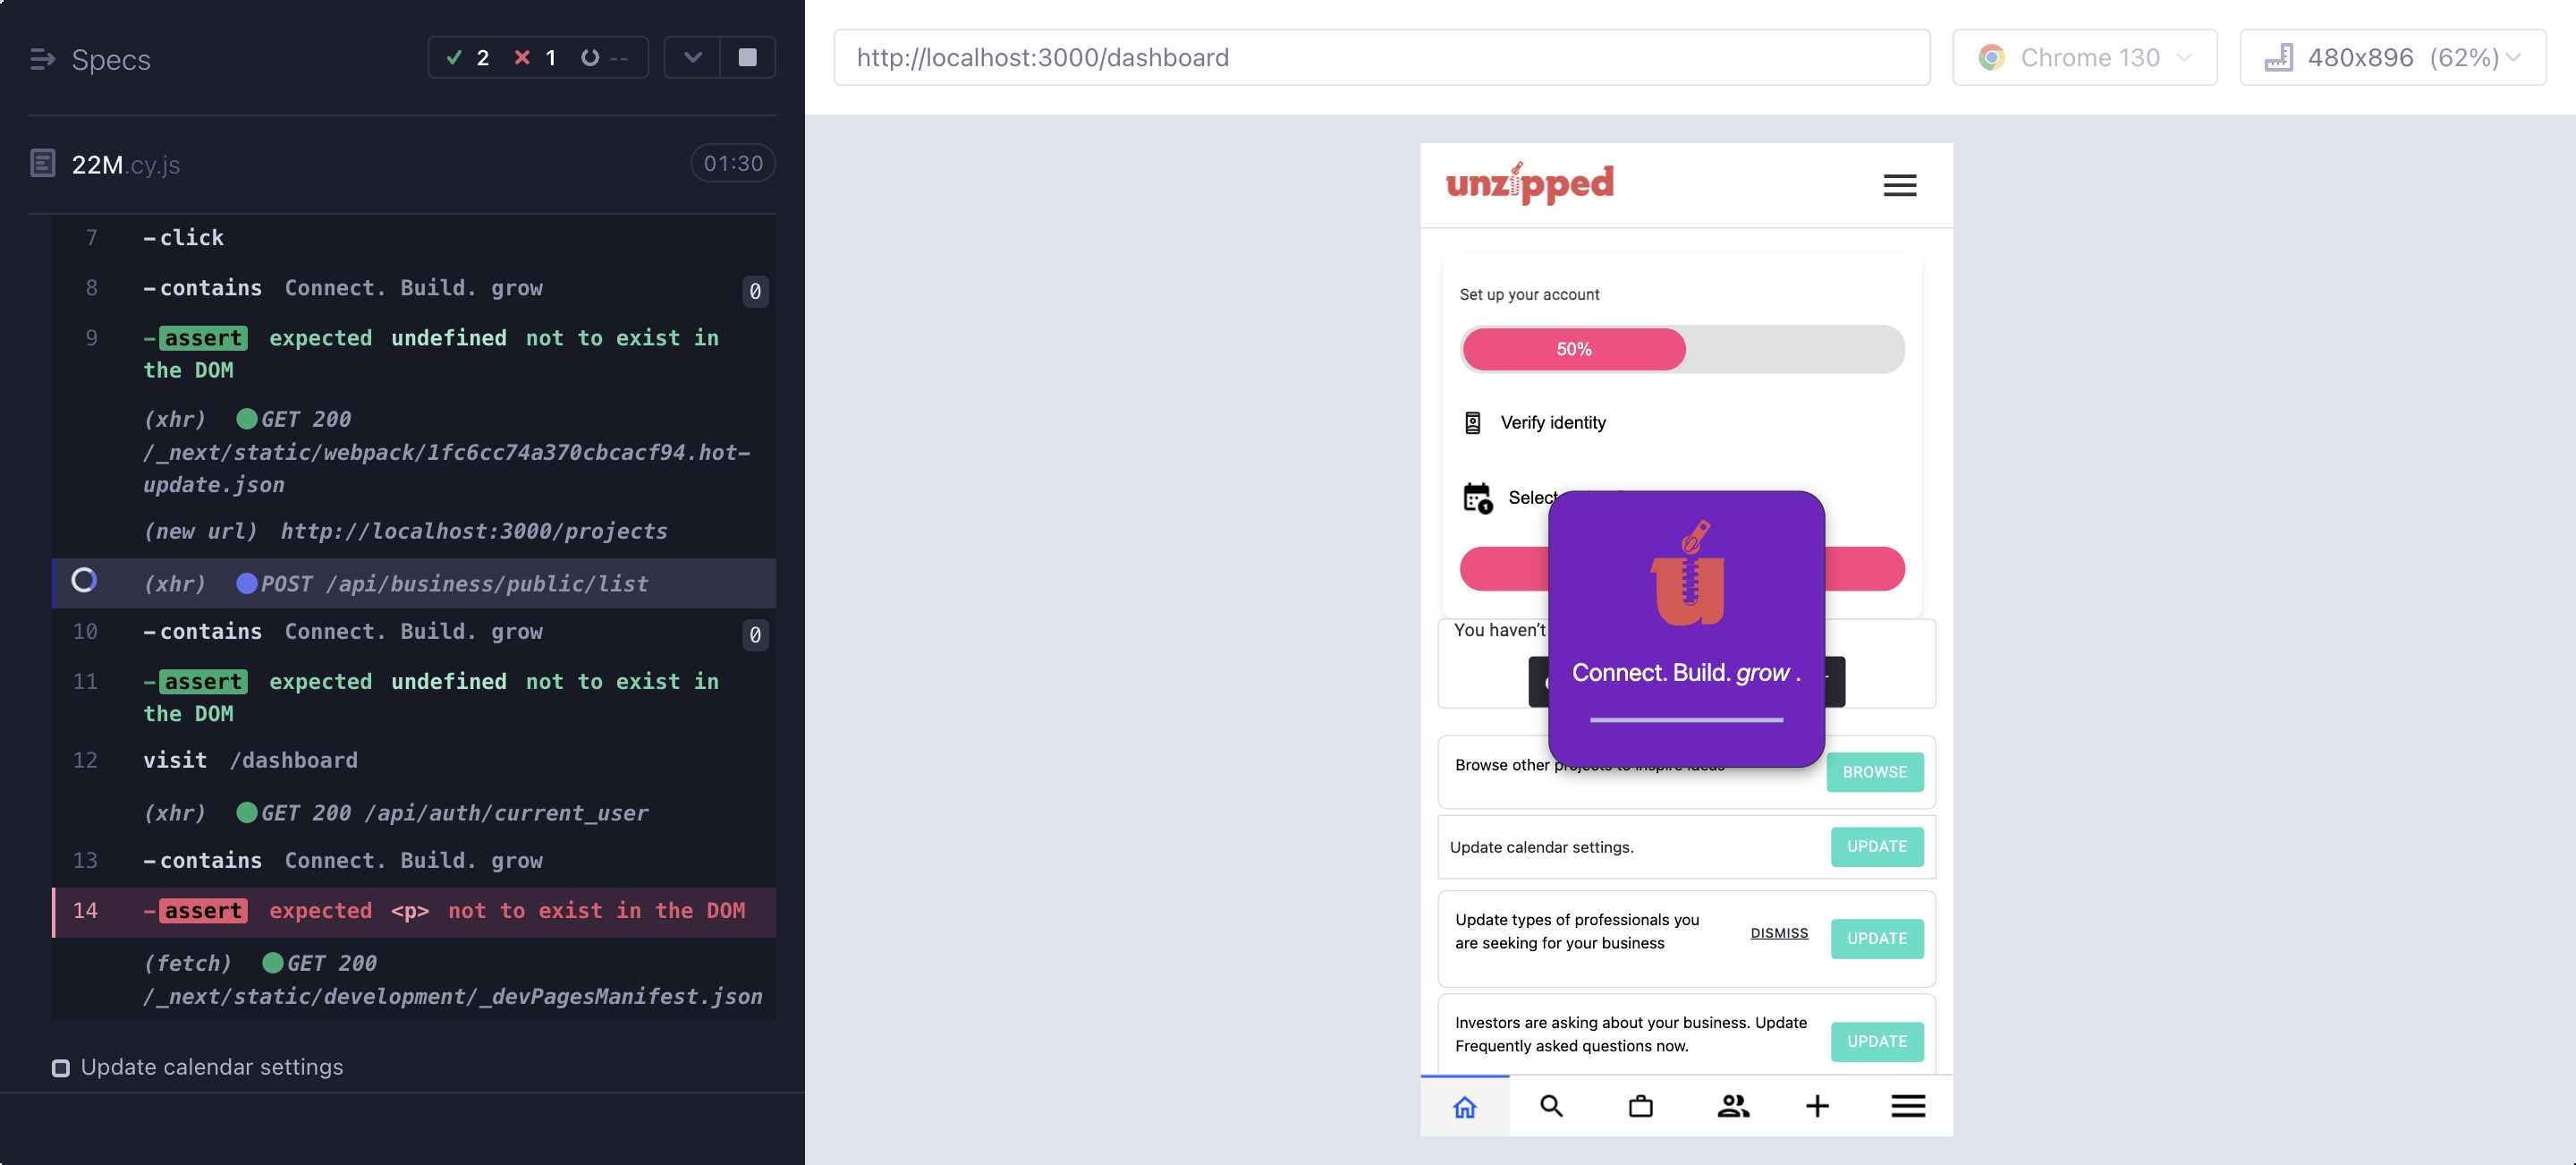 Specs
2
1
--
http://localhost:3000/dashboard
Chrome 130
480x896 (62%)
22M.cy.js
01:30
7 -click
8 -contains Connect. Build. grow 0
9 -assert expected undefined not to exist in
the DOM
(xhr) GET 200
/_next/static/webpack/1fc6cc74a370cbcacf94.hot-
update.json
(new url) http://localhost:3000/projects
(xhr) POST /api/business/public/list
10 -contains Connect. Build. grow 0
11 -assert expected undefined not to exist in
the DOM
12 visit /dashboard
(xhr) GET 200 /api/auth/current_user
13 -contains Connect. Build. grow
14 -assert expected <p> not to exist in the DOM
(fetch) GET 200
/_next/static/development/_devPagesManifest.json
Update calendar settings
unzipped
Set up your account
50%
Verify identity
Select
You haven't
Connect. Build. grow .
Browse other projects to inspire ideas
BROWSE
Update calendar settings.
UPDATE
Update types of professionals you
are seeking for your business
DISMISS
UPDATE
Investors are asking about your business. Update
Frequently asked questions now.
UPDATE